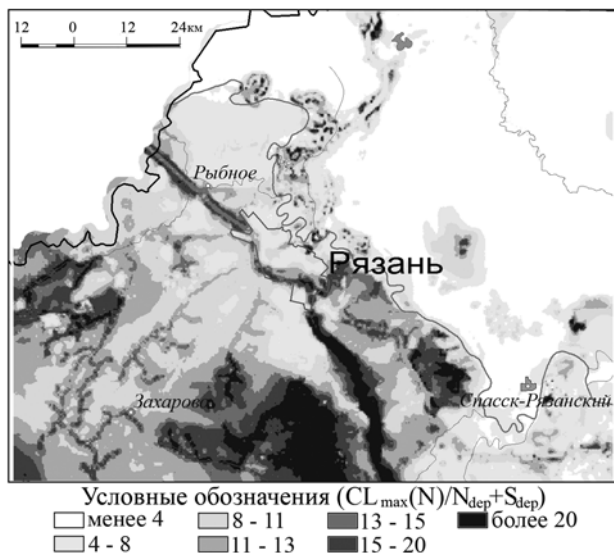 12 0 12 24км
Рыбное
Рязань
Захарово
Спасск-Рязанский
Условные обозначения (CLmax(N)/Ndep+Sdep)
менее 4 8 - 11 13 - 15 более 20
4 - 8 11 - 13 15 - 20